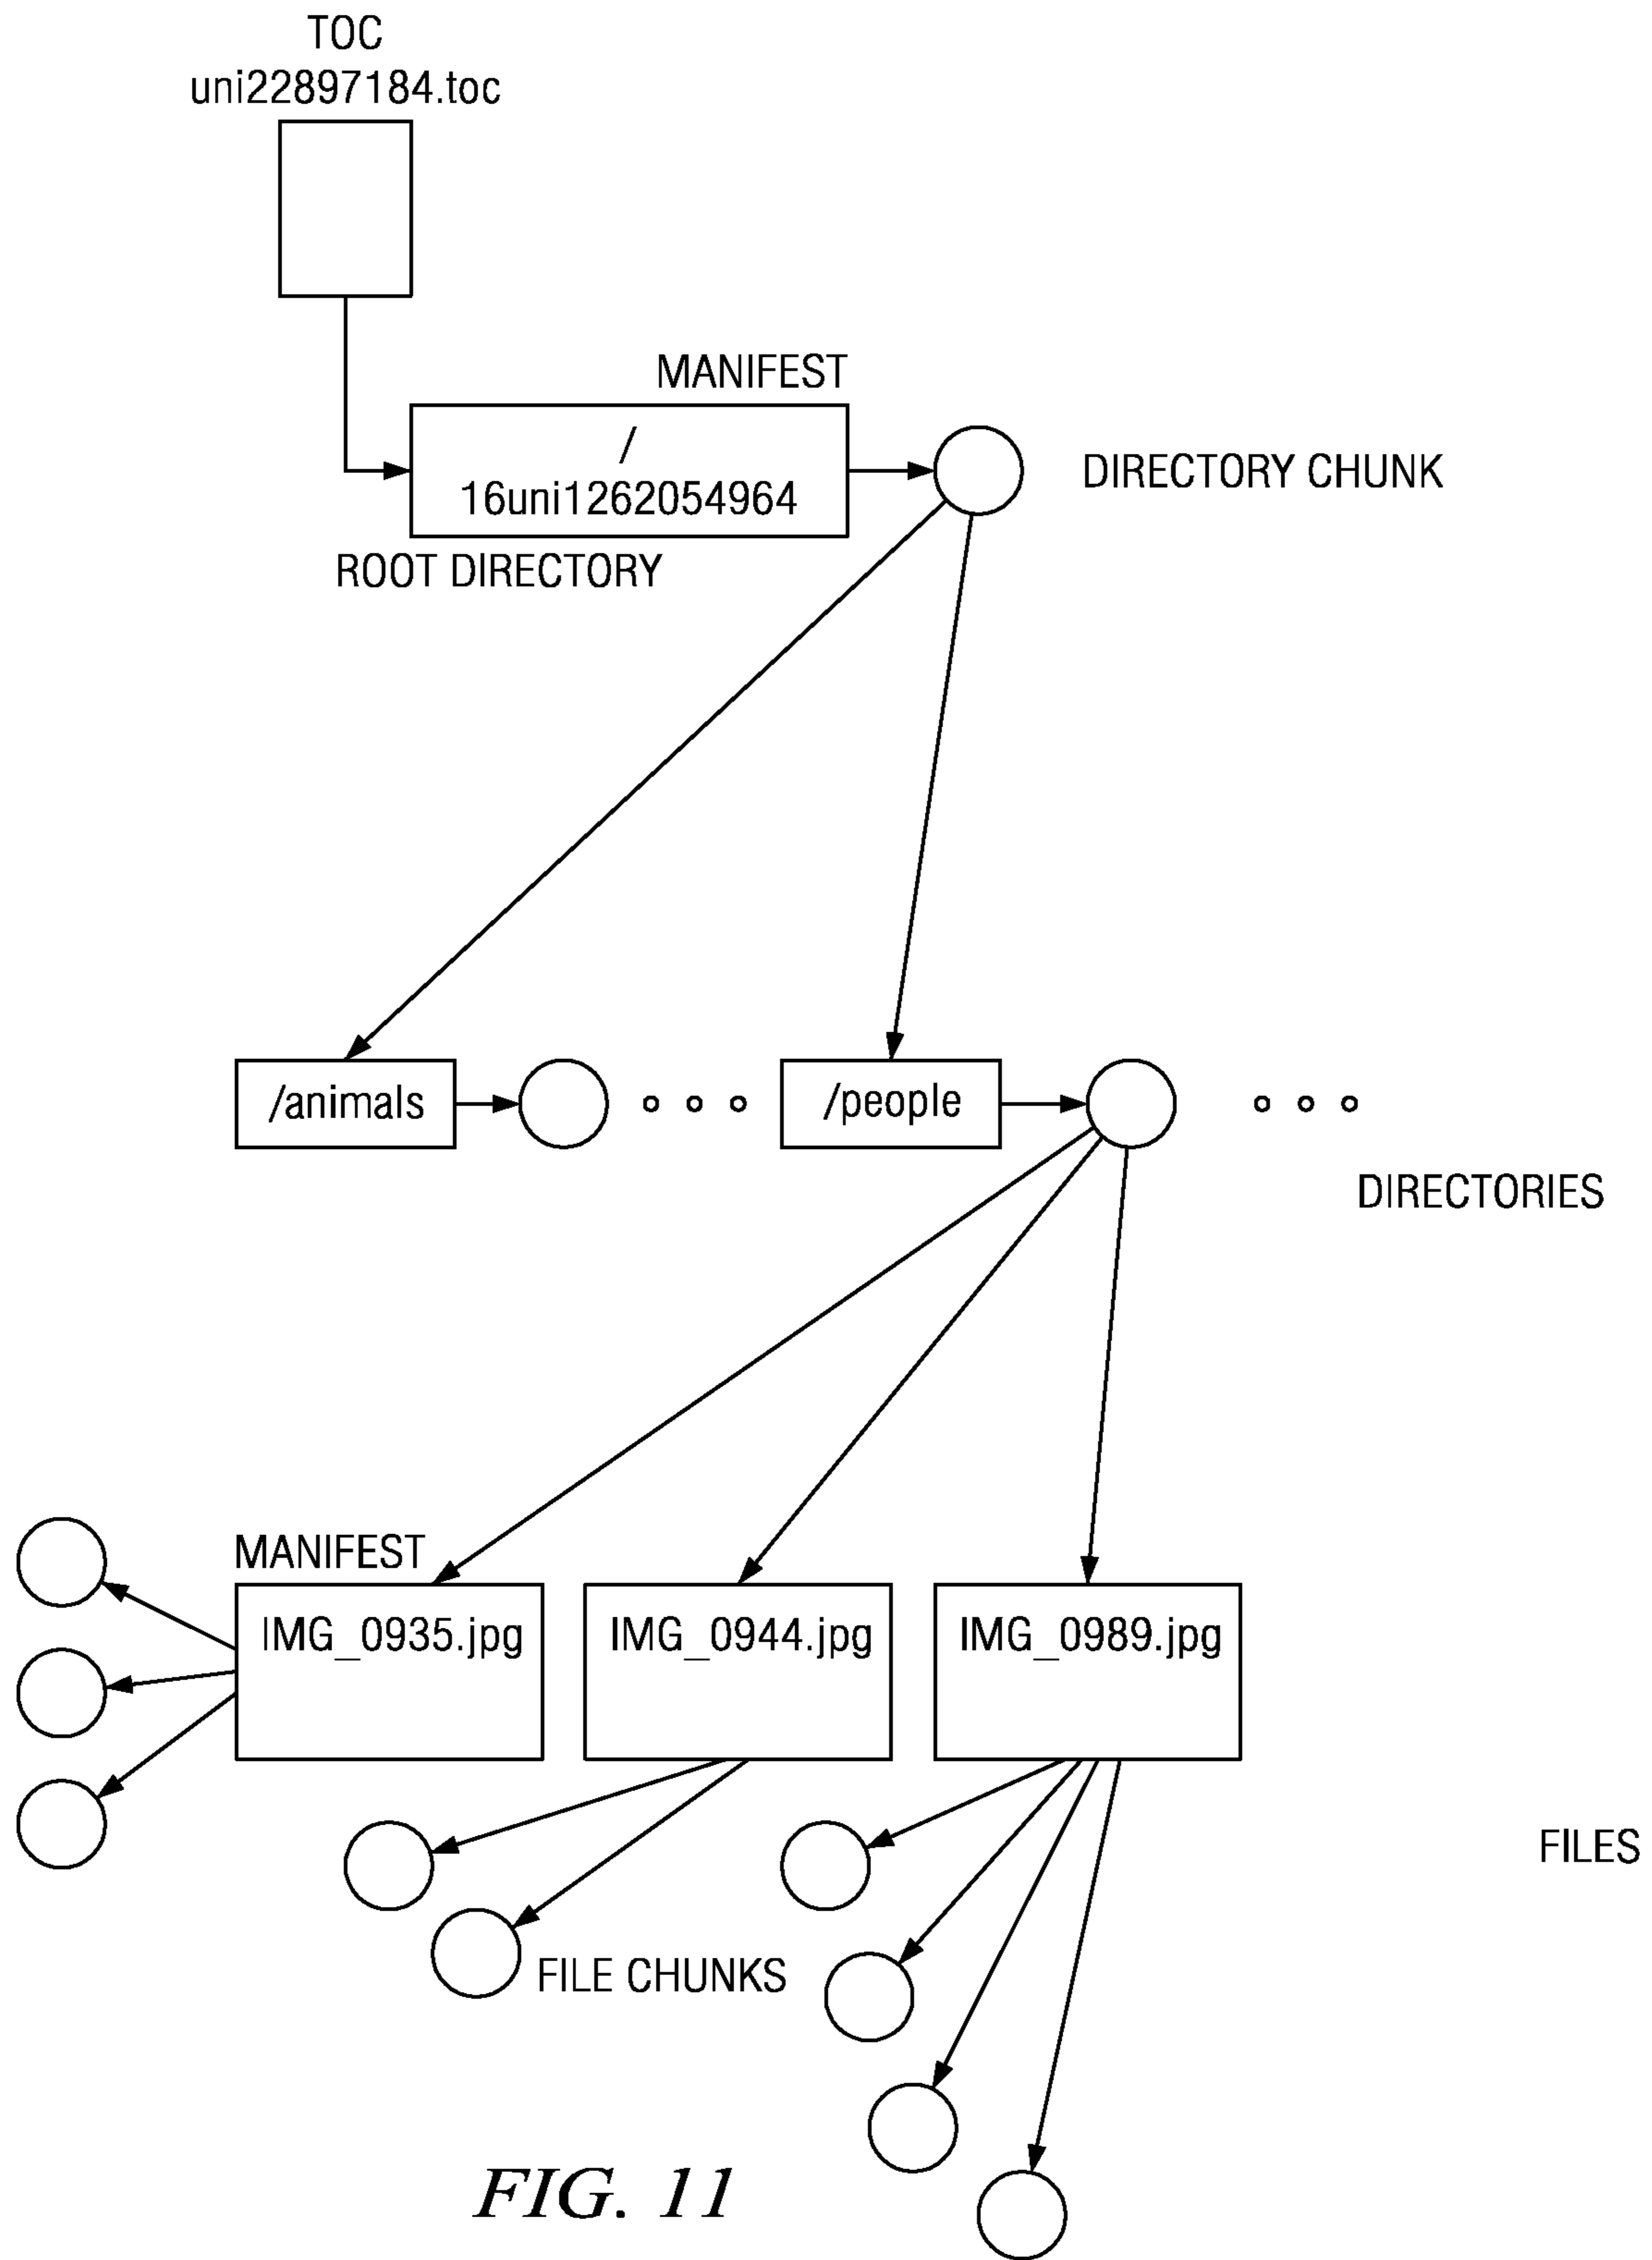 TOC
uni22897184.toc
MANIFEST
/
16uni1262054964
DIRECTORY CHUNK
ROOT DIRECTORY
/animals
/people
DIRECTORIES
MANIFEST
IMG_0935.jpg
IMG_0944.jpg
IMG_0989.jpg
FILES
FILE CHUNKS
FIG. 11